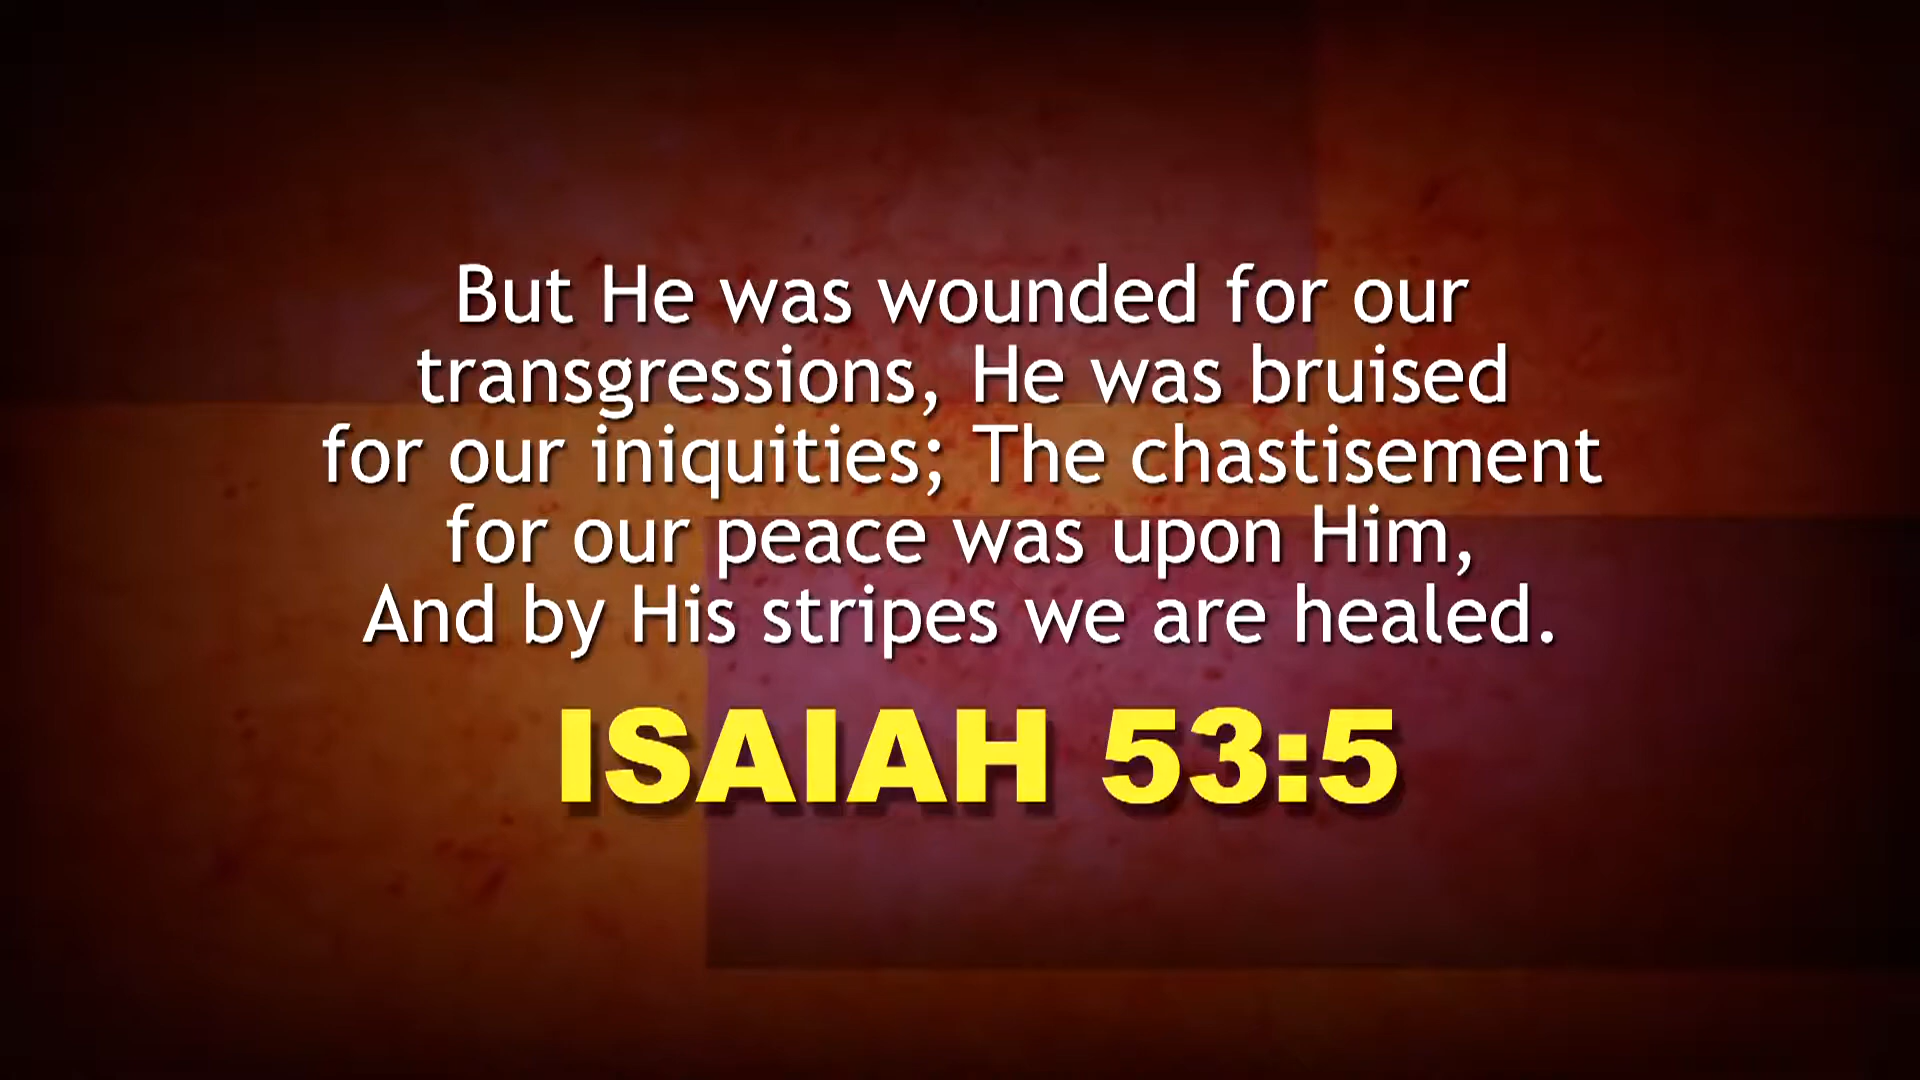 But He was wounded for our
transgressions, He was bruised
for our iniquities; The chastisement
for our peace was upon Him,
And by His stripes we are healed.
ISAIAH 53:5